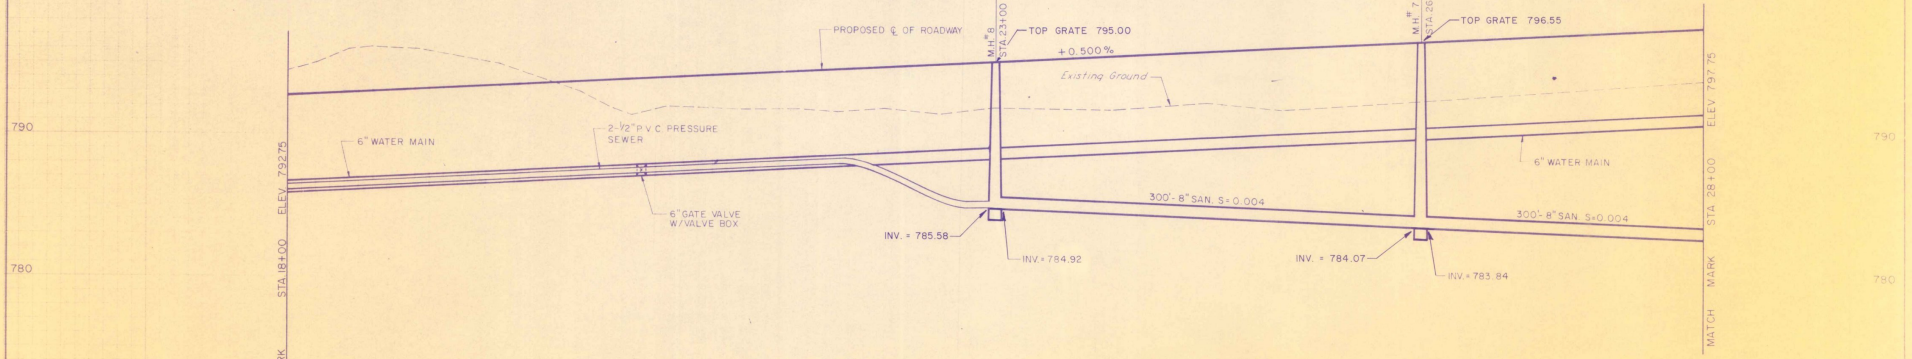 PROPOSED ℄ OF ROADWAY
M.H.# 8
STA. 23+00
TOP GRATE 795.00
+0.500%
M.H.# 7
STA. 26
TOP GRATE 796.55
Existing Ground
790
6" WATER MAIN
2-1/2" P V C PRESSURE
SEWER
6" GATE VALVE
W/VALVE BOX
300'- 8" SAN. S= 0.004
300'- 8" SAN. S=0.004
6" WATER MAIN
790
INV. = 785.58
INV.= 784.92
INV. = 784.07
INV.= 783.84
780
780
STA.18+00 ELEV. 792.75
MATCH MARK STA 28+00 ELEV 797.75
RK